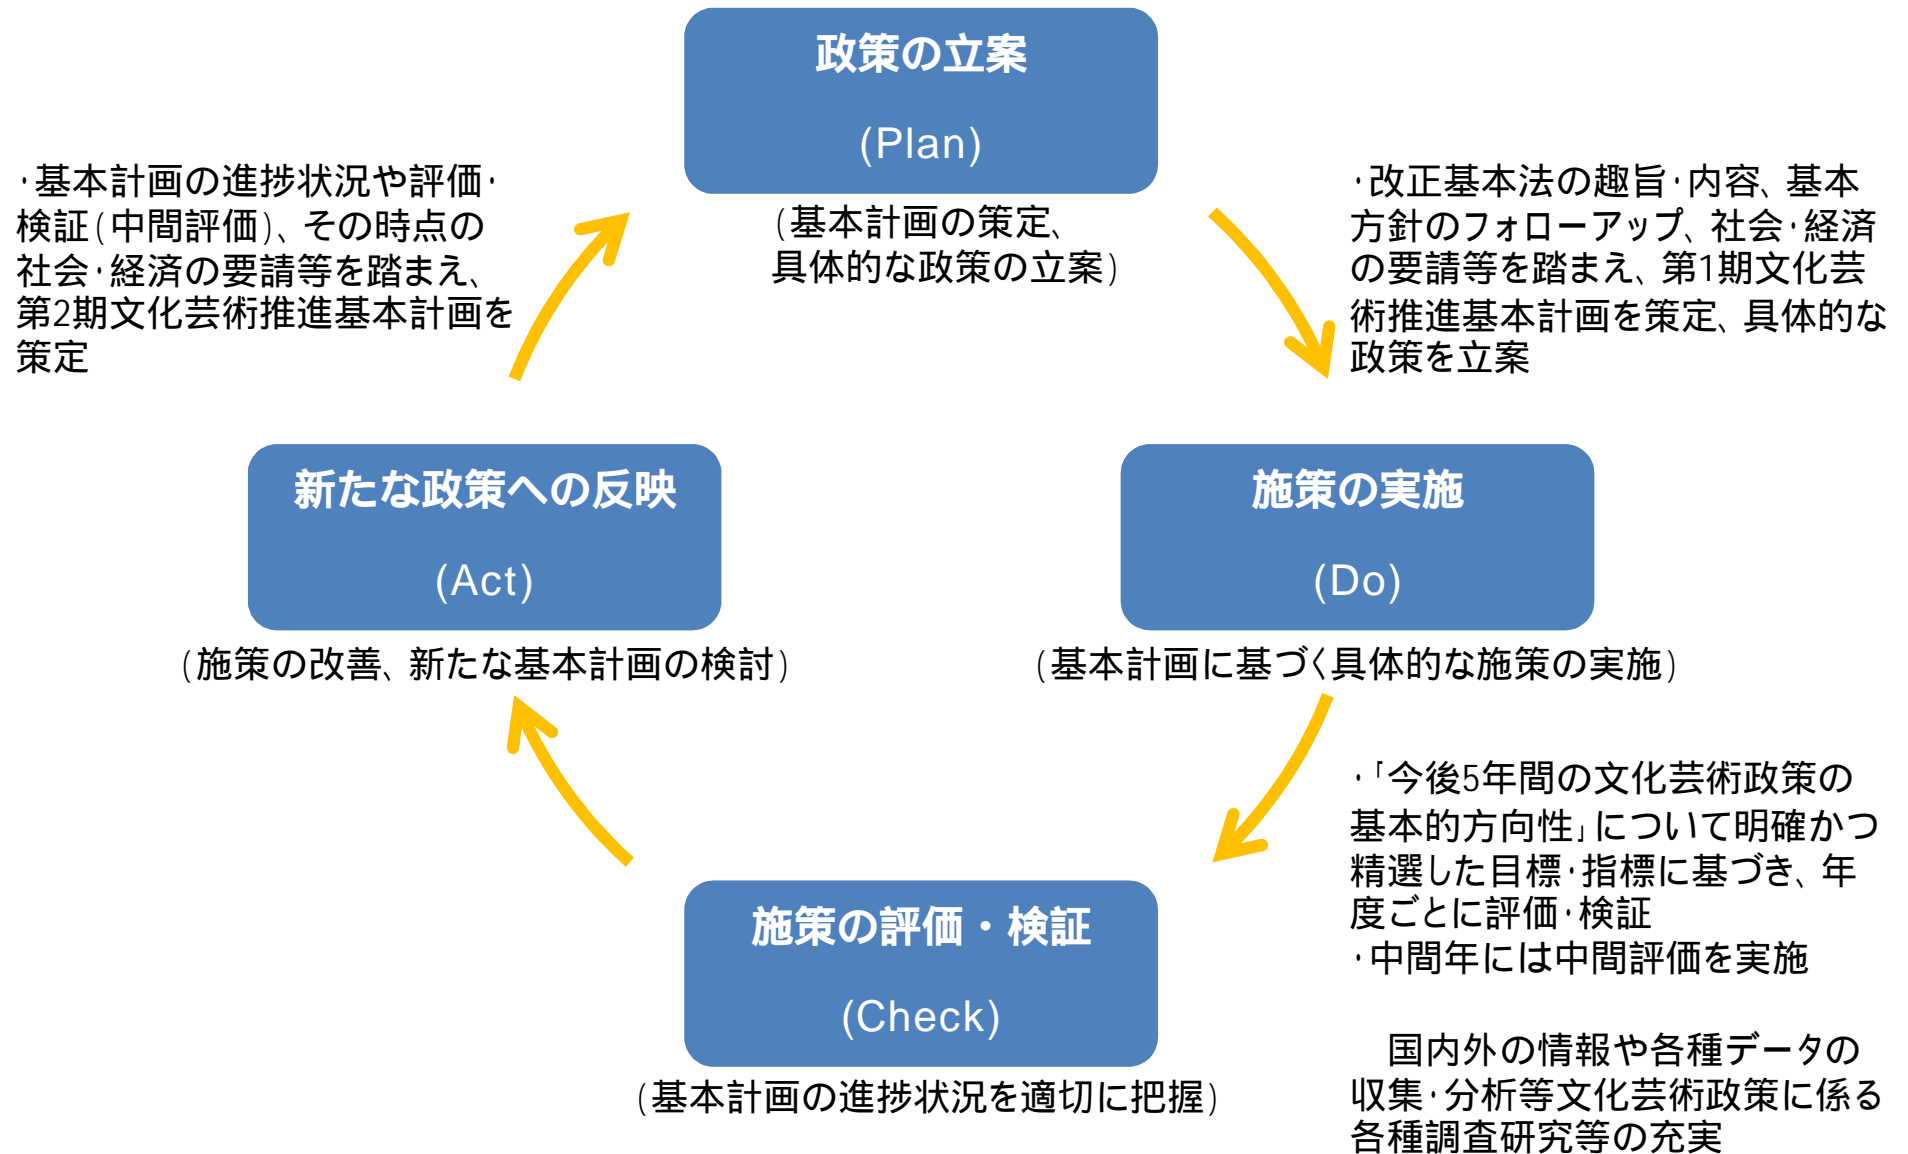 政策の立案
(Plan)
(基本計画の策定、
具体的な政策の立案)
・基本計画の進捗状況や評価・
検証(中間評価)、その時点の
社会・経済の要請等を踏まえ、
第2期文化芸術推進基本計画を
策定
・改正基本法の趣旨・内容、基本
方針のフォローアップ、社会・経済
の要請等を踏まえ、第1期文化芸
術推進基本計画を策定、具体的な
政策を立案
新たな政策への反映
(Act)
(施策の改善、新たな基本計画の検討)
施策の実施
(Do)
(基本計画に基づく具体的な施策の実施)
・「今後5年間の文化芸術政策の
基本的方向性」について明確かつ
精選した目標・指標に基づき、年
度ごとに評価・検証
・中間年には中間評価を実施
施策の評価・検証
(Check)
(基本計画の進捗状況を適切に把握)
国内外の情報や各種データの
収集・分析等文化芸術政策に係る
各種調査研究等の充実